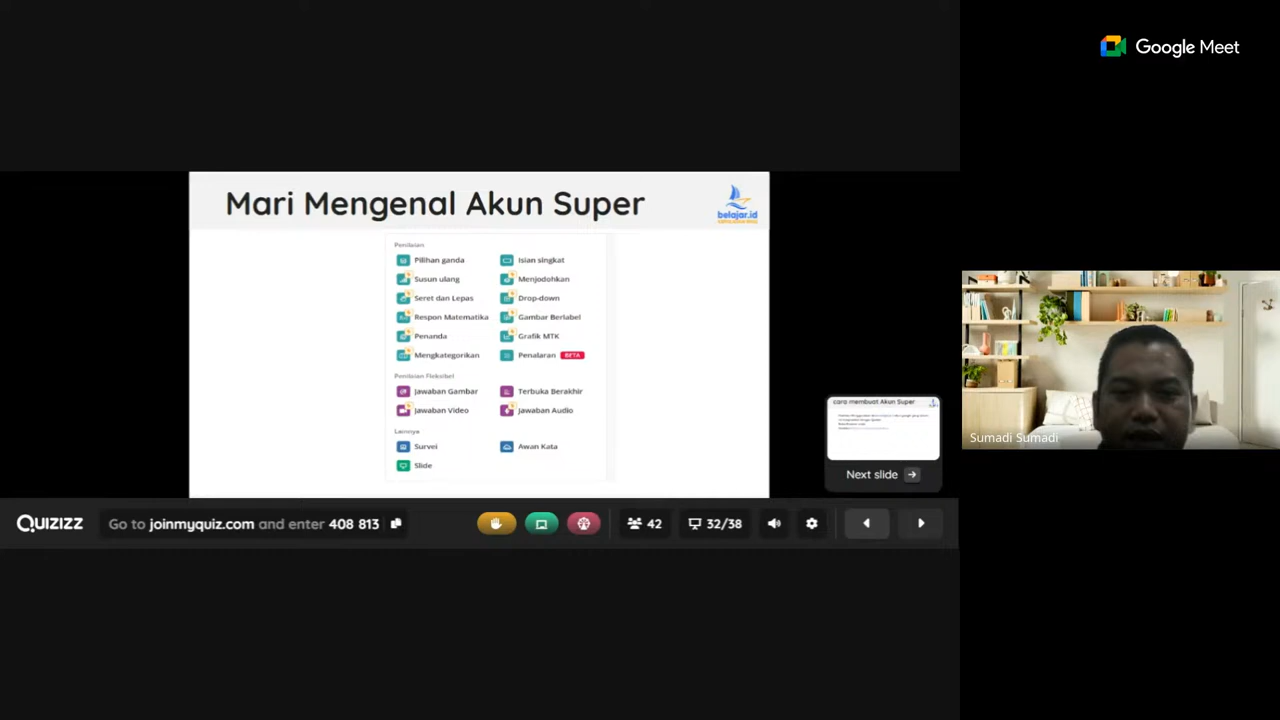 Google Meet
Mari Mengenal Akun Super
belajar.id
Penilaian
Pilihan ganda
Isian singkat
Susun ulang
Menjodohkan
Seret dan Lepas
Drop-down
Respon Matematika
Gambar Berlabel
Penanda
Grafik MTK
Mengkategorikan
Penalaran BETA
Penilaian Fleksibel
Jawaban Gambar
Terbuka Berakhir
Jawaban Video
Jawaban Audio
Lainnya
Survei
Awan Kata
Slide
cara membuat Akun Super
Next slide
Sumadi Sumadi
QUIZIZZ
Go to joinmyquiz.com and enter 408 813
42
32/38